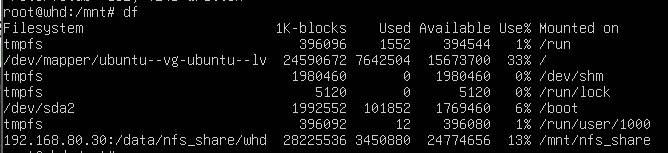 root@whd:/mnt# df
Filesystem 1K-blocks Used Available Use% Mounted on
tmpfs 396096 1552 394544 1% /run
/dev/mapper/ubuntu--vg-ubuntu--lv 24590672 7642504 15673700 33% /
tmpfs 1980460 0 1980460 0% /dev/shm
tmpfs 5120 0 5120 0% /run/lock
/dev/sda2 1992552 101852 1769460 6% /boot
tmpfs 396092 12 396080 1% /run/user/1000
192.168.80.30:/data/nfs_share/whd 28225536 3450880 24774656 13% /mnt/nfs_share